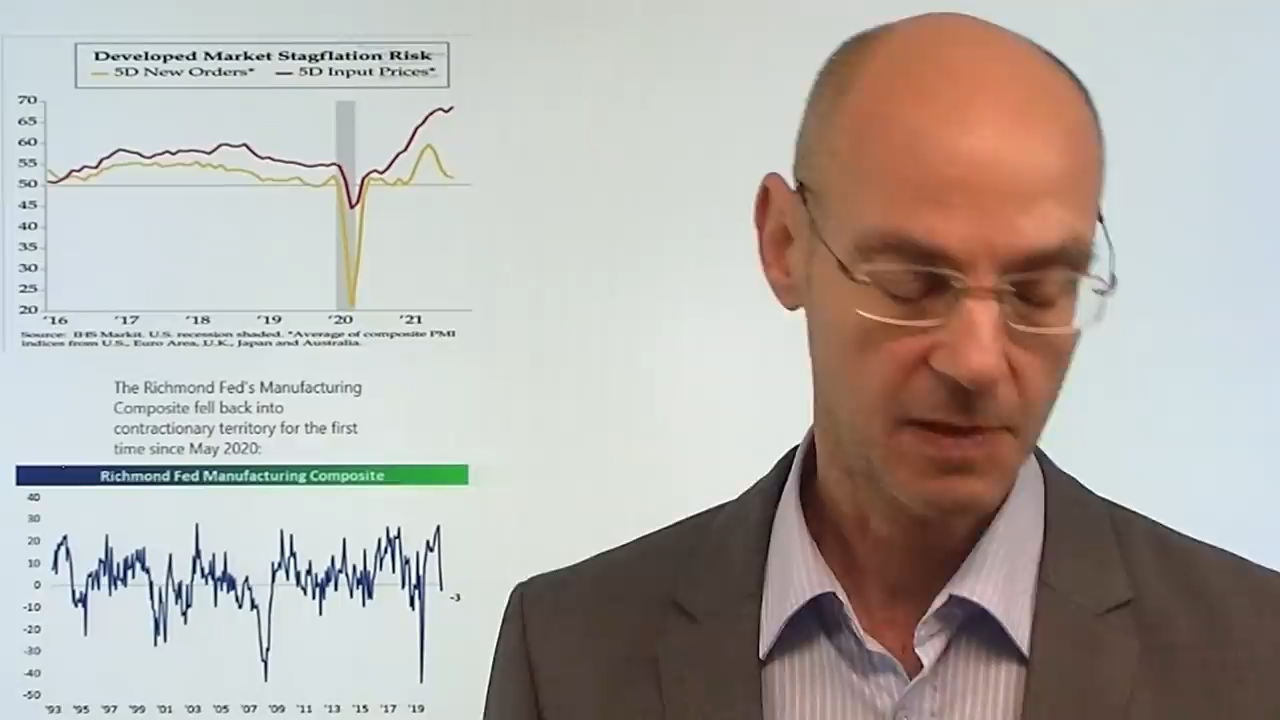 Developed Market Stagflation Risk
5D New Orders* 5D Input Prices*
70
65
60
55
50
45
40
35
30
25
20
'16 '17 '18 '19 '20 '21
Source: IHS Markit. U.S. recession shaded. *Average of composite PMI
indices from U.S., Euro Area, U.K., Japan and Australia.
The Richmond Fed's Manufacturing
Composite fell back into
contractionary territory for the first
time since May 2020:
Richmond Fed Manufacturing Composite
40
30
20
10
0
-10
-20
-30
-40
-50
-3
'93 '95 '97 '99 '01 '03 '05 '07 '09 '11 '13 '15 '17 '19